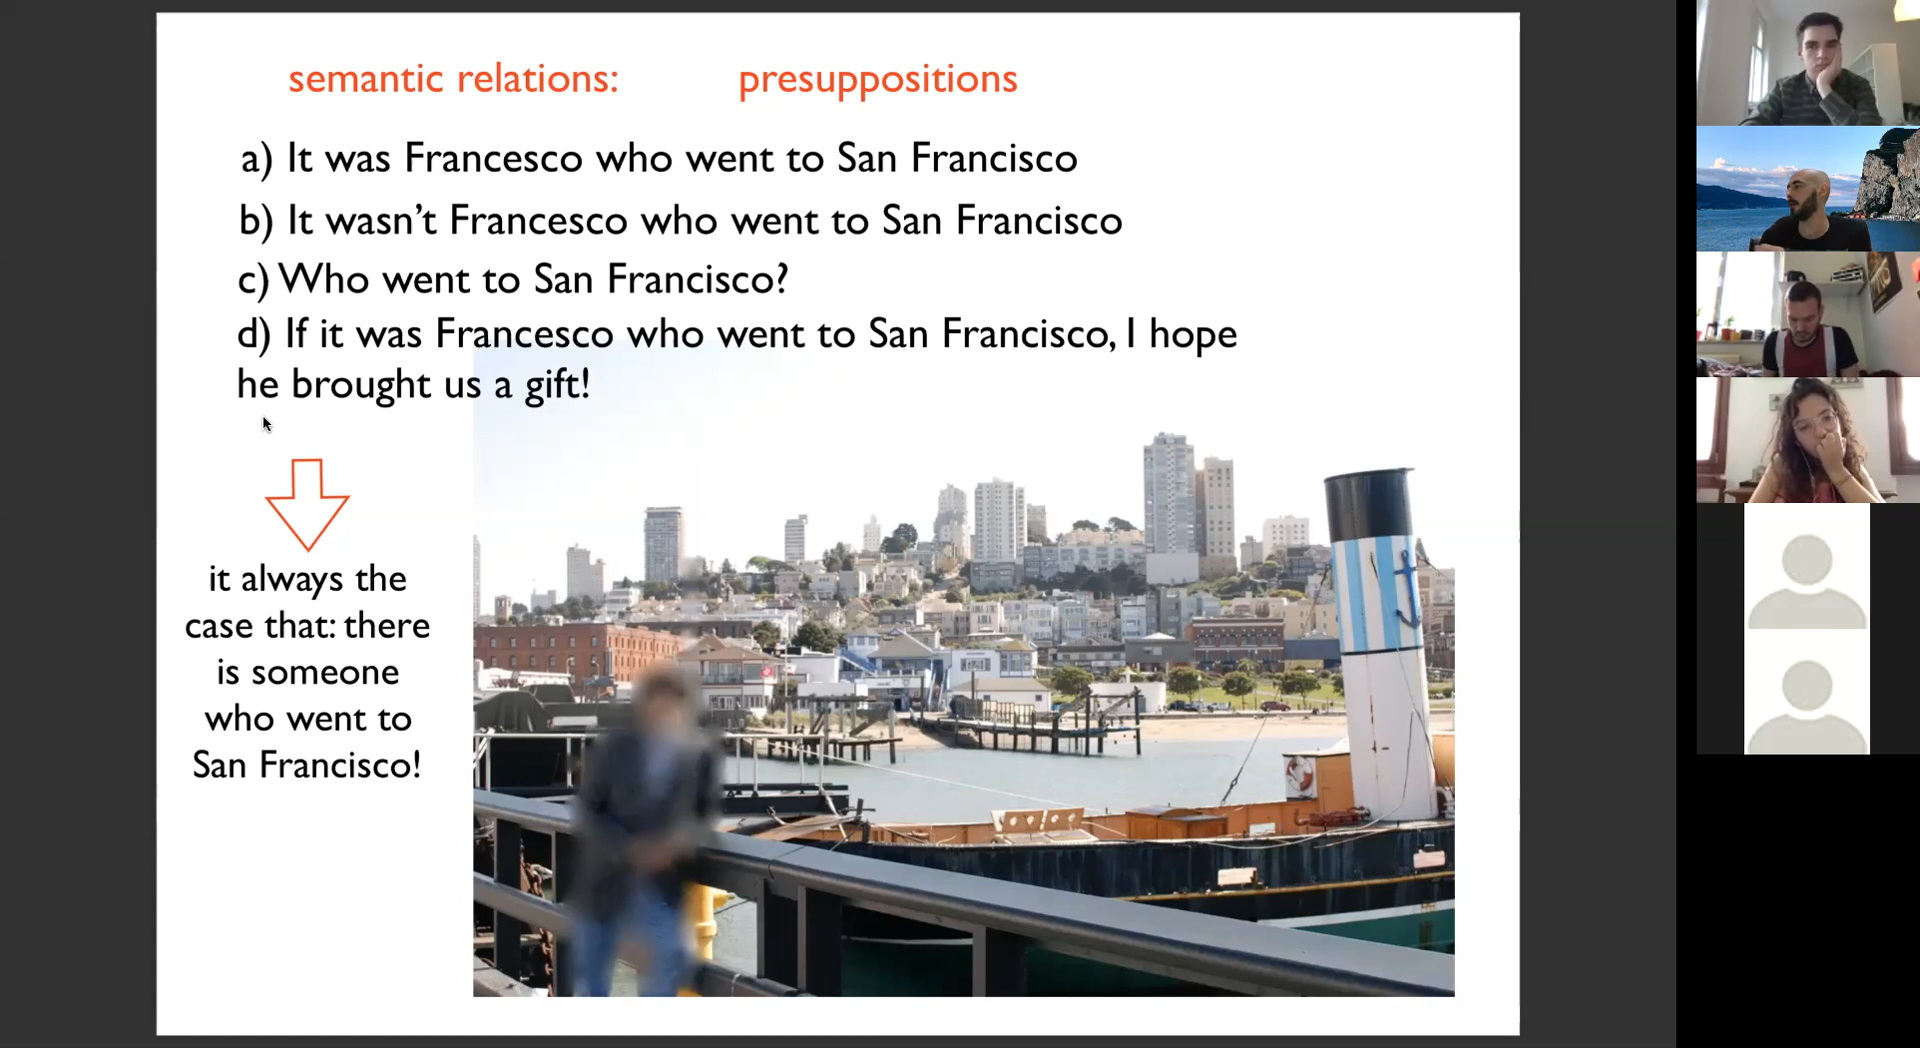 semantic relations: presuppositions
a) It was Francesco who went to San Francisco
b) It wasn’t Francesco who went to San Francisco
c) Who went to San Francisco?
d) If it was Francesco who went to San Francisco, I hope
he brought us a gift!
it always the
case that: there
is someone
who went to
San Francisco!